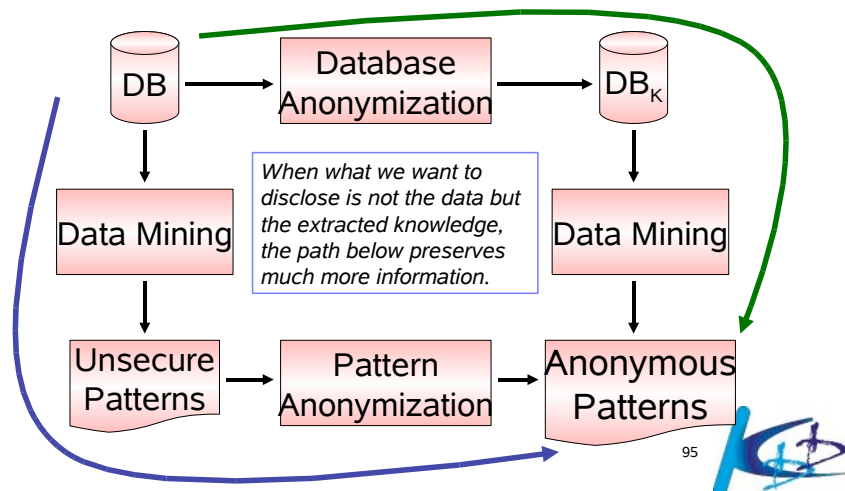 DB
Database
Anonymization
DB_K
When what we want to
disclose is not the data but
the extracted knowledge,
the path below preserves
much more information.
Data Mining
Data Mining
Unsecure
Patterns
Pattern
Anonymization
Anonymous
Patterns
95